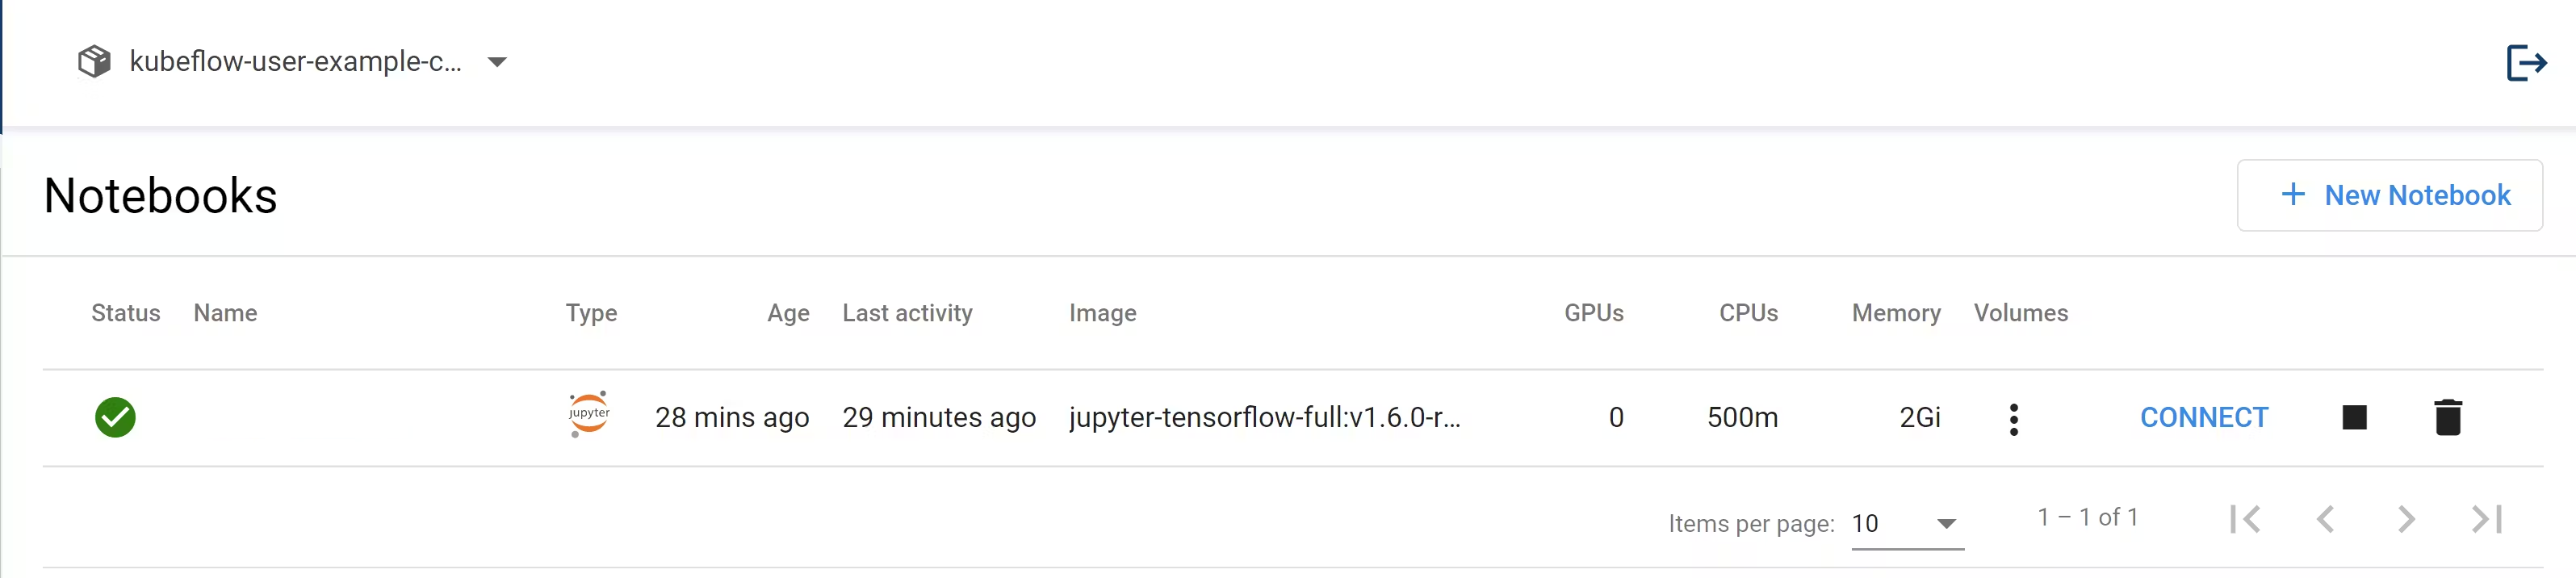 kubeflow-user-example-c...
Notebooks
+ New Notebook
Status Name Type Age Last activity Image GPUs CPUs Memory Volumes
jupyter 28 mins ago 29 minutes ago jupyter-tensorflow-full:v1.6.0-r... 0 500m 2Gi CONNECT
Items per page: 10 1 – 1 of 1